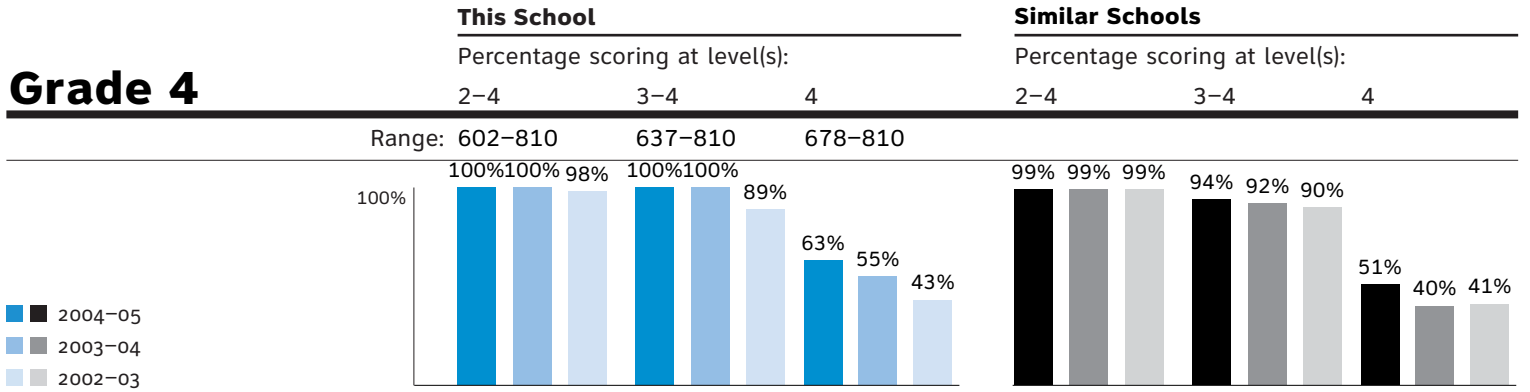 This School Similar Schools
Percentage scoring at level(s): Percentage scoring at level(s):
Grade 4 2–4 3–4 4 2–4 3–4 4
Range: 602–810 637–810 678–810
100% 100% 98% 100% 100% 89% 63% 55% 43% 99% 99% 99% 94% 92% 90% 51% 40% 41%
100%
2004–05
2003–04
2002–03